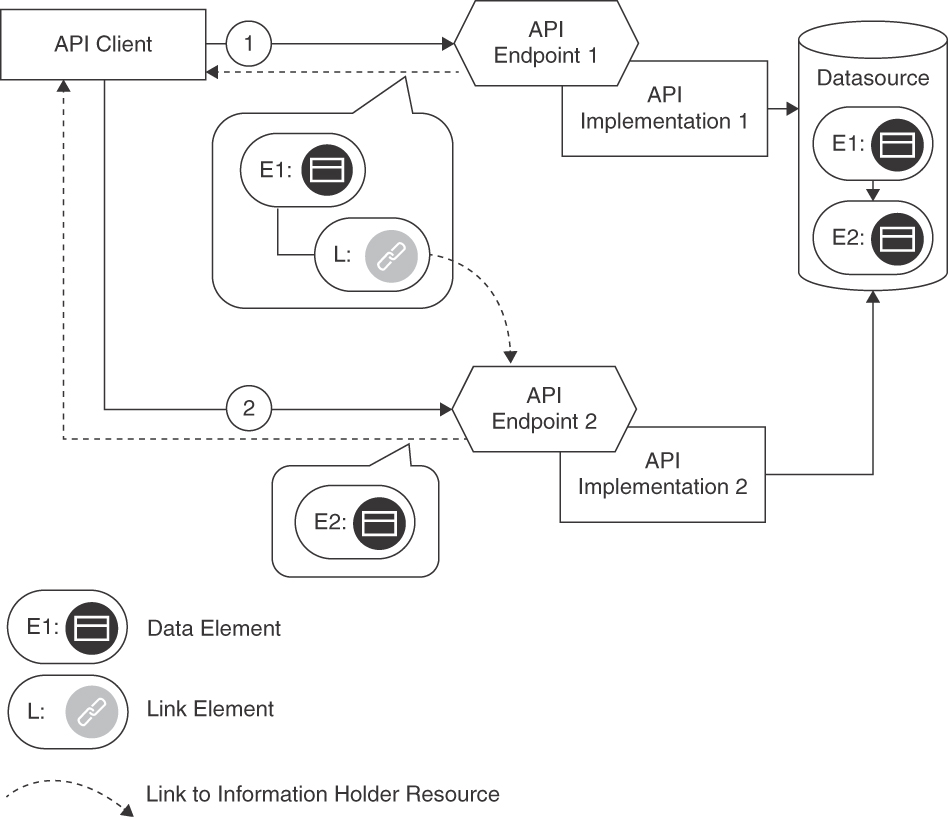 API Client
1
API
Endpoint 1
API
Implementation 1
Datasource
E1:
E2:
E1:
L:
2
API
Endpoint 2
API
Implementation 2
E2:
E1:
Data Element
L:
Link Element
Link to Information Holder Resource